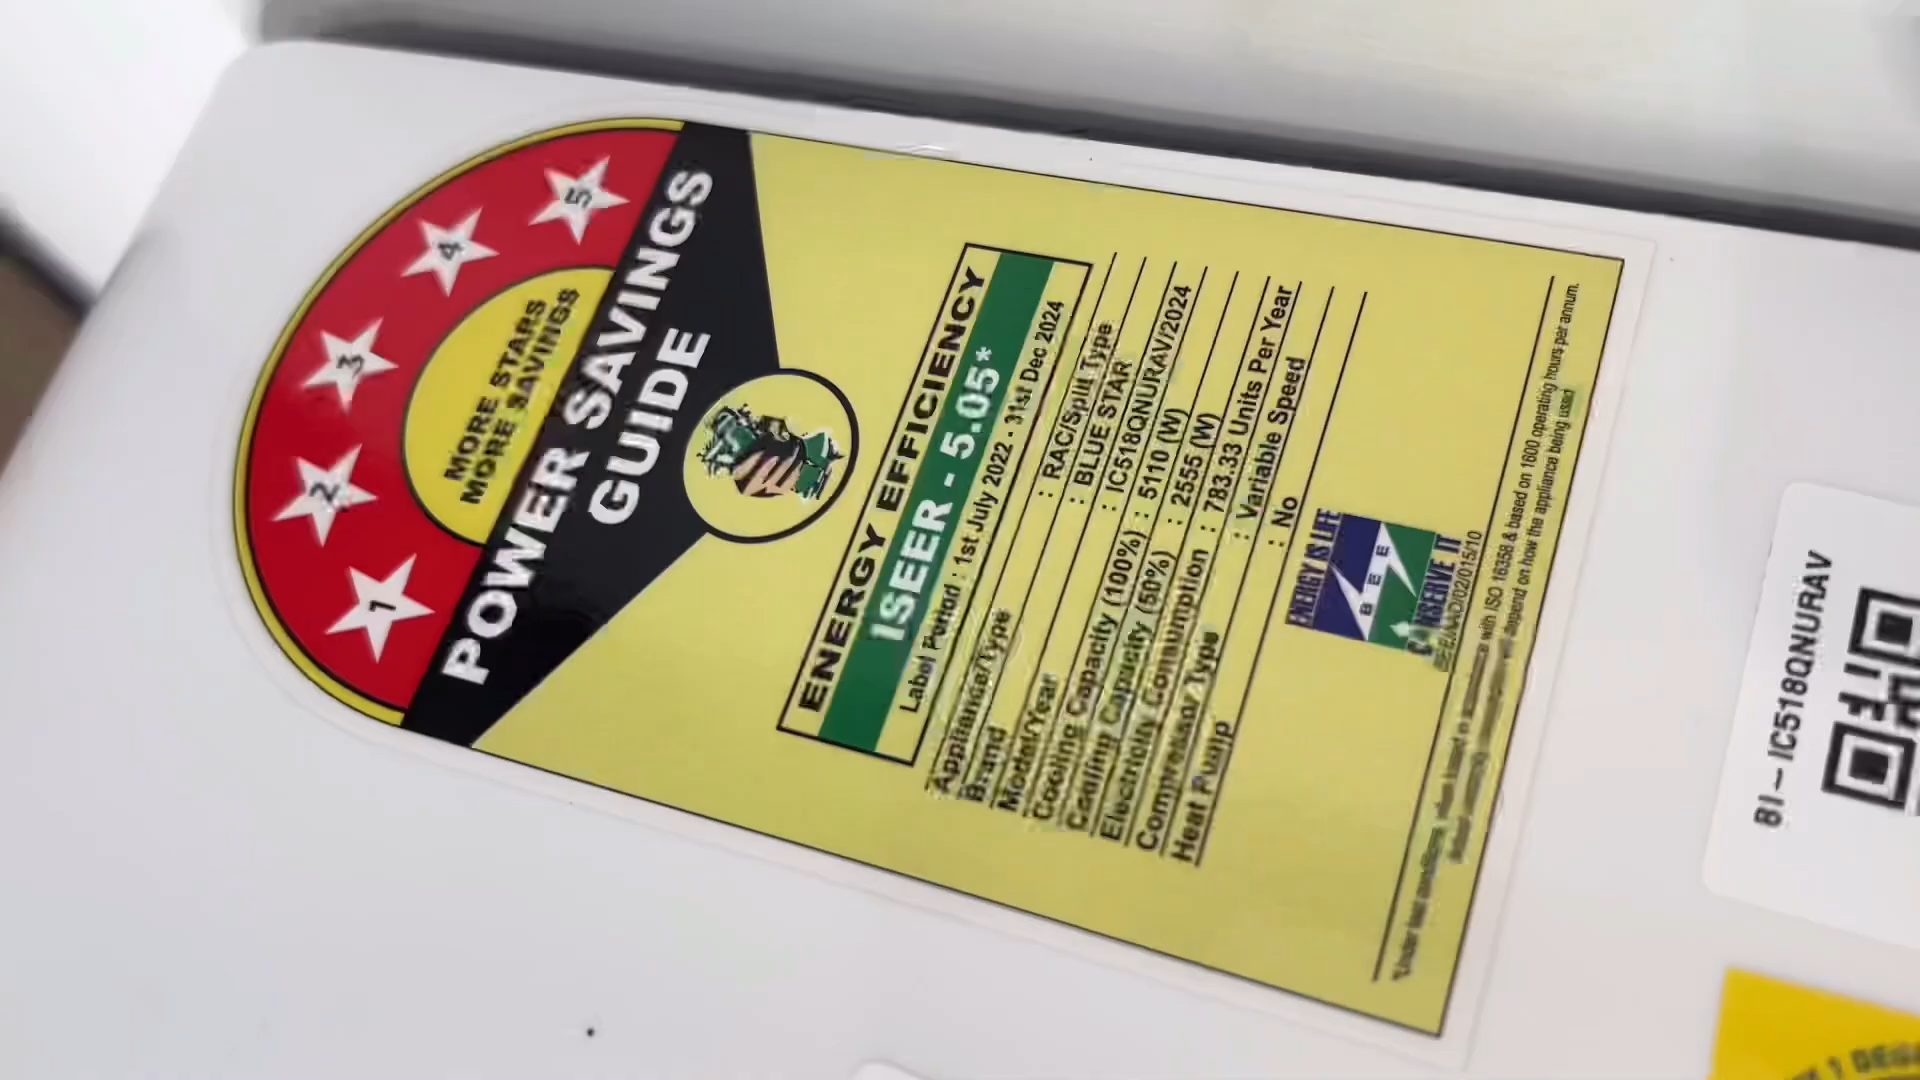 1
2
3
4
5
MORE STARS
MORE SAVINGS
POWER SAVINGS
GUIDE
ENERGY EFFICIENCY
ISEER - 5.05*
Label Period : 1st July 2022 - 31st Dec 2024
Appliance/Type : RAC/Split Type
Brand : BLUE STAR
Model/Year : IC518QNURAV/2024
Cooling Capacity (100%) : 5110 (W)
Cooling Capacity (50%) : 2555 (W)
Electricity Consumption : 783.33 Units Per Year
Compressor Type : Variable Speed
Heat Pump : No
ENERGY IS LIFE
BEE
CONSERVE IT
*Under test conditions, when tested in accordance with ISO 16358 & based on 1600 operating hours per annum.
depend on how the appliance being used
BI – IC518QNURAV